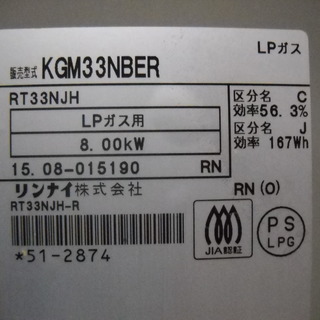 LPガス
販売型式 KGM33NBER
RT33NJH
LPガス用
8.00kW
区分名 C
効率56.3%
区分名 J
効率 167Wh
15.08-015190 RN
リンナイ株式会社
RT33NJH-R
RN(O)
*51-2874
JIA認証
PS
LPG